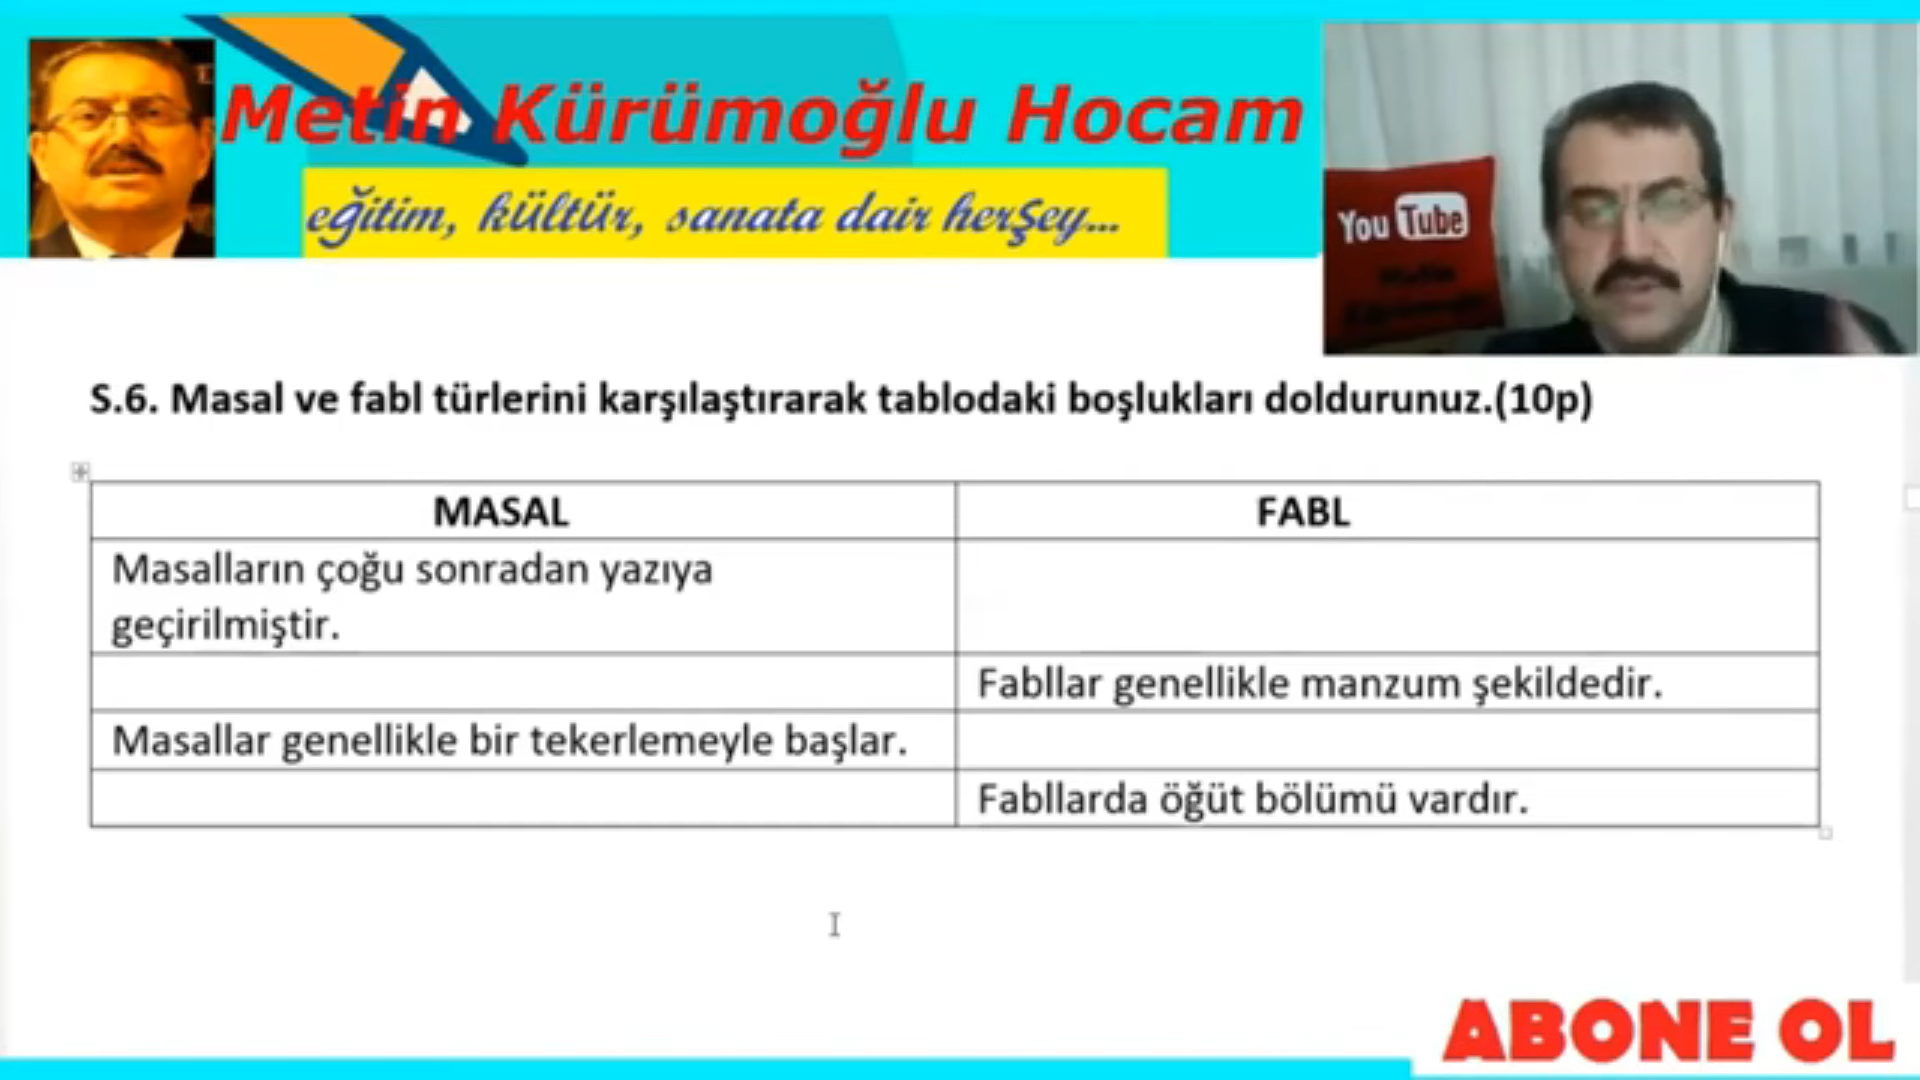 Metin Kürümoğlu Hocam
eğitim, kültür, sanata dair herşey...
You Tube
S.6. Masal ve fabl türlerini karşılaştırarak tablodaki boşlukları doldurunuz.(10p)
MASAL
FABL
Masalların çoğu sonradan yazıya
geçirilmiştir.
Fabllar genellikle manzum şekildedir.
Masallar genellikle bir tekerlemeyle başlar.
Fabllarda öğüt bölümü vardır.
ABONE OL